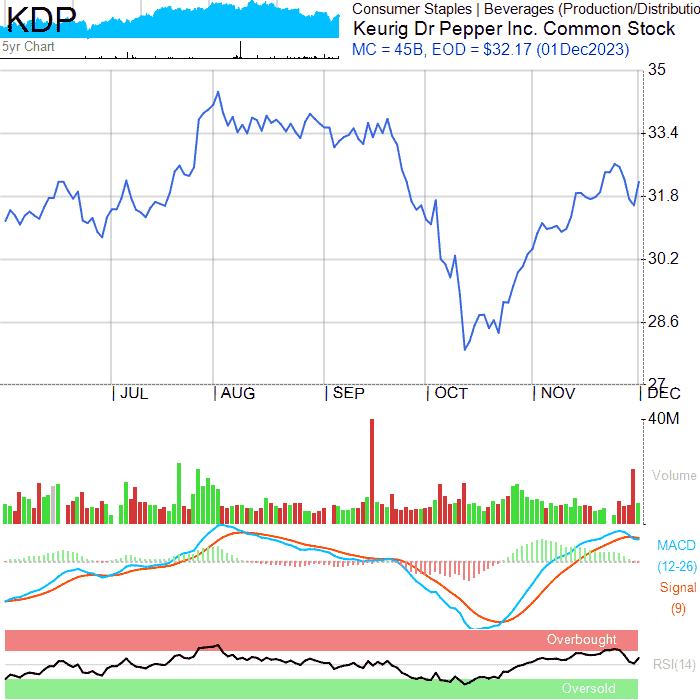 KDP
5yr Chart
Consumer Staples | Beverages (Production/Distributio
Keurig Dr Pepper Inc. Common Stock
MC = 45B, EOD = $32.17 (01Dec2023)
35
33.4
31.8
30.2
28.6
27
JUL AUG SEP OCT NOV DEC
40M
Volume
MACD
(12-26)
Signal
(9)
Overbought
RSI(14)
Oversold